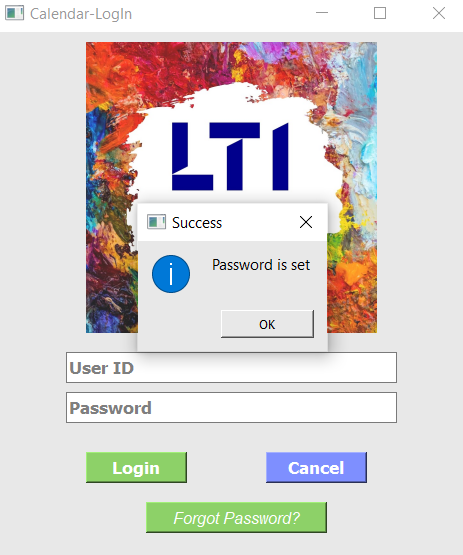 Calendar-LogIn
LTI
Success
Password is set
OK
User ID
Password
Login
Cancel
Forgot Password?